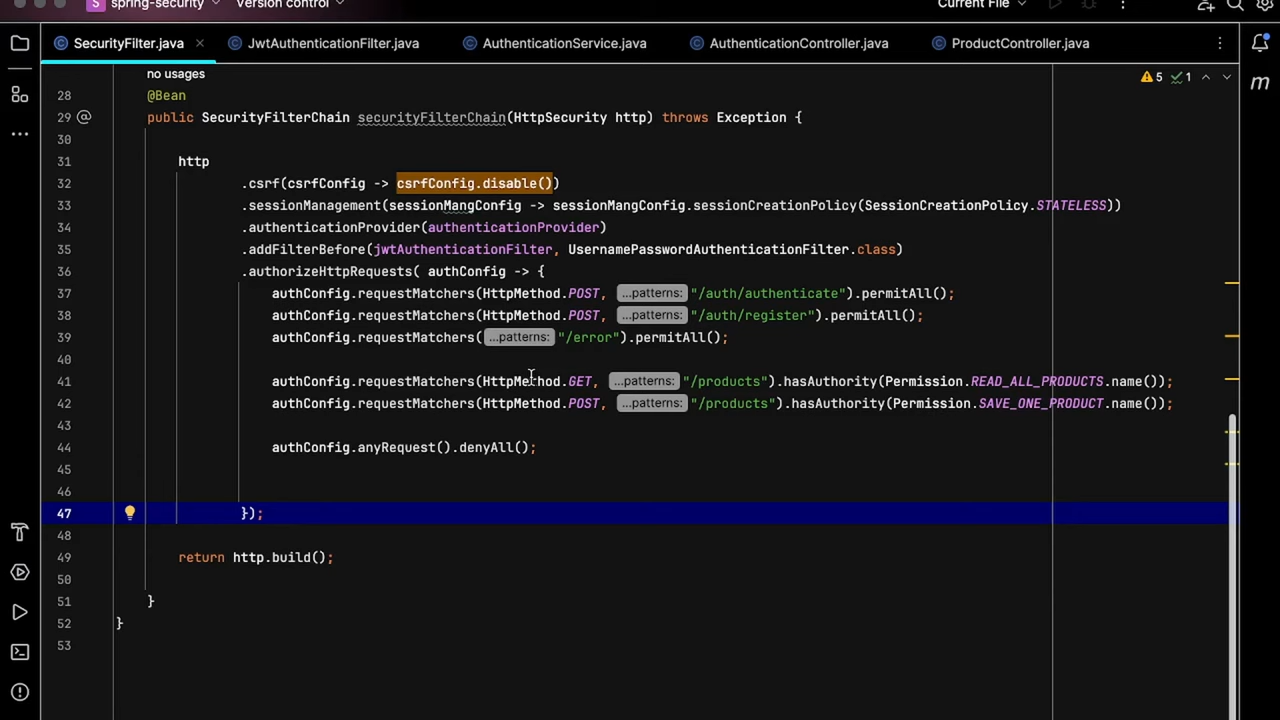 S spring-security Version control Current File
SecurityFilter.java JwtAuthenticationFilter.java AuthenticationService.java AuthenticationController.java ProductController.java
no usages
5 1
28 @Bean
29 public SecurityFilterChain securityFilterChain(HttpSecurity http) throws Exception {
30
31 http
32 .csrf(csrfConfig -> csrfConfig.disable())
33 .sessionManagement(sessionMangConfig -> sessionMangConfig.sessionCreationPolicy(SessionCreationPolicy.STATELESS))
34 .authenticationProvider(authenticationProvider)
35 .addFilterBefore(jwtAuthenticationFilter, UsernamePasswordAuthenticationFilter.class)
36 .authorizeHttpRequests( authConfig -> {
37 authConfig.requestMatchers(HttpMethod.POST, ...patterns: "/auth/authenticate").permitAll();
38 authConfig.requestMatchers(HttpMethod.POST, ...patterns: "/auth/register").permitAll();
39 authConfig.requestMatchers(...patterns: "/error").permitAll();
40
41 authConfig.requestMatchers(HttpMethod.GET, ...patterns: "/products").hasAuthority(Permission.READ_ALL_PRODUCTS.name());
42 authConfig.requestMatchers(HttpMethod.POST, ...patterns: "/products").hasAuthority(Permission.SAVE_ONE_PRODUCT.name());
43
44 authConfig.anyRequest().denyAll();
45
46
47 });
48
49 return http.build();
50
51 }
52 }
53